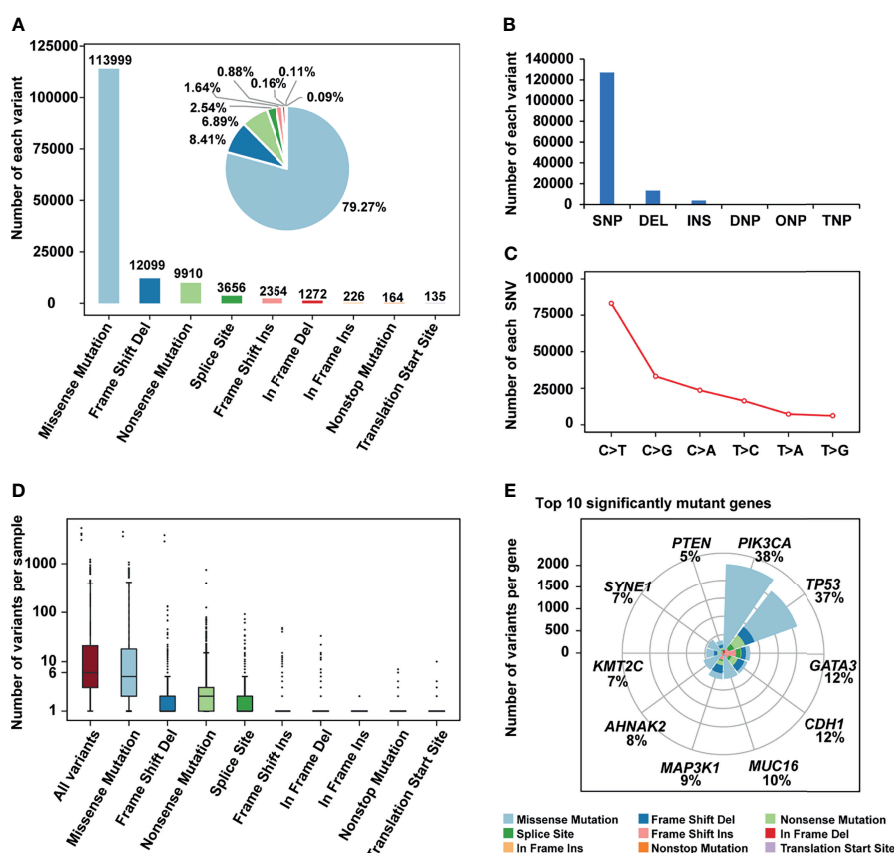 A
Number of each variant
125000
100000
75000
50000
25000
0
113999
12099
9910
3656
2364
1272
226
164
135
0.88%
0.11%
1.64%
0.16%
0.09%
2.54%
6.89%
8.41%
79.27%
Missense Mutation
Frame Shift Del
Nonsense Mutation
Splice Site
Frame Shift Ins
In Frame Del
In Frame Ins
Nonstop Mutation
Translation Start Site
B
Number of each variant
140000
120000
100000
80000
60000
40000
20000
0
SNP DEL INS DNP ONP TNP
C
Number of each SNV
100000
75000
50000
25000
0
C>T C>G C>A T>C T>A T>G
D
Number of variants per sample
1000
100
10
6
1
All variants
Missense Mutation
Frame Shift Del
Nonsense Mutation
Splice Site
Frame Shift Ins
In Frame Del
In Frame Ins
Nonstop Mutation
Translation Start Site
E
Top 10 significantly mutant genes
Number of variants per gene
2000
1500
1000
500
0
PTEN
5%
PIK3CA
38%
TP53
37%
GATA3
12%
CDH1
12%
MUC16
10%
MAP3K1
9%
AHNAK2
8%
KMT2C
7%
SYNE1
7%
Missense Mutation Frame Shift Del Nonsense Mutation
Splice Site Frame Shift Ins In Frame Del
In Frame Ins Nonstop Mutation Translation Start Site